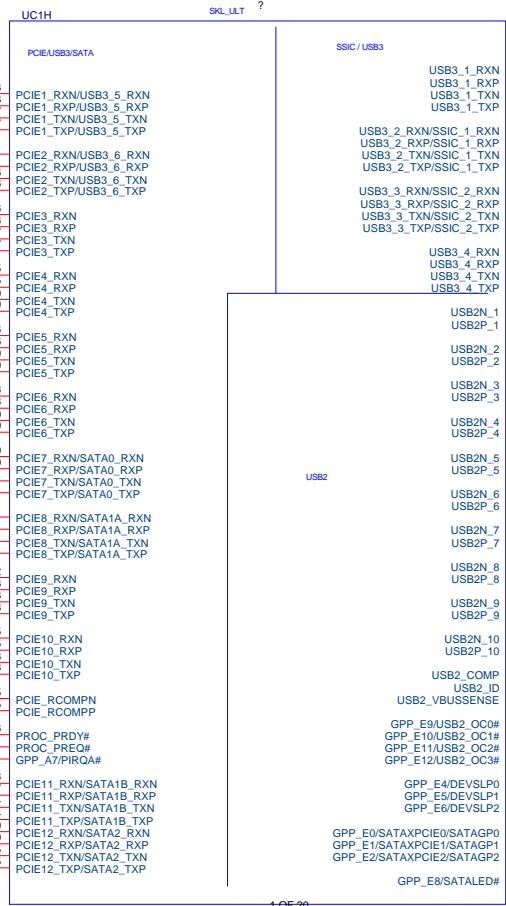 UC1H
SKL_ULT
?
PCIE/USB3/SATA
PCIE1_RXN/USB3_5_RXN
PCIE1_RXP/USB3_5_RXP
PCIE1_TXN/USB3_5_TXN
PCIE1_TXP/USB3_5_TXP
PCIE2_RXN/USB3_6_RXN
PCIE2_RXP/USB3_6_RXP
PCIE2_TXN/USB3_6_TXN
PCIE2_TXP/USB3_6_TXP
PCIE3_RXN
PCIE3_RXP
PCIE3_TXN
PCIE3_TXP
PCIE4_RXN
PCIE4_RXP
PCIE4_TXN
PCIE4_TXP
PCIE5_RXN
PCIE5_RXP
PCIE5_TXN
PCIE5_TXP
PCIE6_RXN
PCIE6_RXP
PCIE6_TXN
PCIE6_TXP
PCIE7_RXN/SATA0_RXN
PCIE7_RXP/SATA0_RXP
PCIE7_TXN/SATA0_TXN
PCIE7_TXP/SATA0_TXP
PCIE8_RXN/SATA1A_RXN
PCIE8_RXP/SATA1A_RXP
PCIE8_TXN/SATA1A_TXN
PCIE8_TXP/SATA1A_TXP
PCIE9_RXN
PCIE9_RXP
PCIE9_TXN
PCIE9_TXP
PCIE10_RXN
PCIE10_RXP
PCIE10_TXN
PCIE10_TXP
PCIE_RCOMPN
PCIE_RCOMPP
PROC_PRDY#
PROC_PREQ#
GPP_A7/PIRQA#
PCIE11_RXN/SATA1B_RXN
PCIE11_RXP/SATA1B_RXP
PCIE11_TXN/SATA1B_TXN
PCIE11_TXP/SATA1B_TXP
PCIE12_RXN/SATA2_RXN
PCIE12_RXP/SATA2_RXP
PCIE12_TXN/SATA2_TXN
PCIE12_TXP/SATA2_TXP
SSIC / USB3
USB3_1_RXN
USB3_1_RXP
USB3_1_TXN
USB3_1_TXP
USB3_2_RXN/SSIC_1_RXN
USB3_2_RXP/SSIC_1_RXP
USB3_2_TXN/SSIC_1_TXN
USB3_2_TXP/SSIC_1_TXP
USB3_3_RXN/SSIC_2_RXN
USB3_3_RXP/SSIC_2_RXP
USB3_3_TXN/SSIC_2_TXN
USB3_3_TXP/SSIC_2_TXP
USB3_4_RXN
USB3_4_RXP
USB3_4_TXN
USB3_4_TXP
USB2
USB2N_1
USB2P_1
USB2N_2
USB2P_2
USB2N_3
USB2P_3
USB2N_4
USB2P_4
USB2N_5
USB2P_5
USB2N_6
USB2P_6
USB2N_7
USB2P_7
USB2N_8
USB2P_8
USB2N_9
USB2P_9
USB2N_10
USB2P_10
USB2_COMP
USB2_ID
USB2_VBUSSENSE
GPP_E9/USB2_OC0#
GPP_E10/USB2_OC1#
GPP_E11/USB2_OC2#
GPP_E12/USB2_OC3#
GPP_E4/DEVSLP0
GPP_E5/DEVSLP1
GPP_E6/DEVSLP2
GPP_E0/SATAXPCIE0/SATAGP0
GPP_E1/SATAXPCIE1/SATAGP1
GPP_E2/SATAXPCIE2/SATAGP2
GPP_E8/SATALED#
1 OF 20